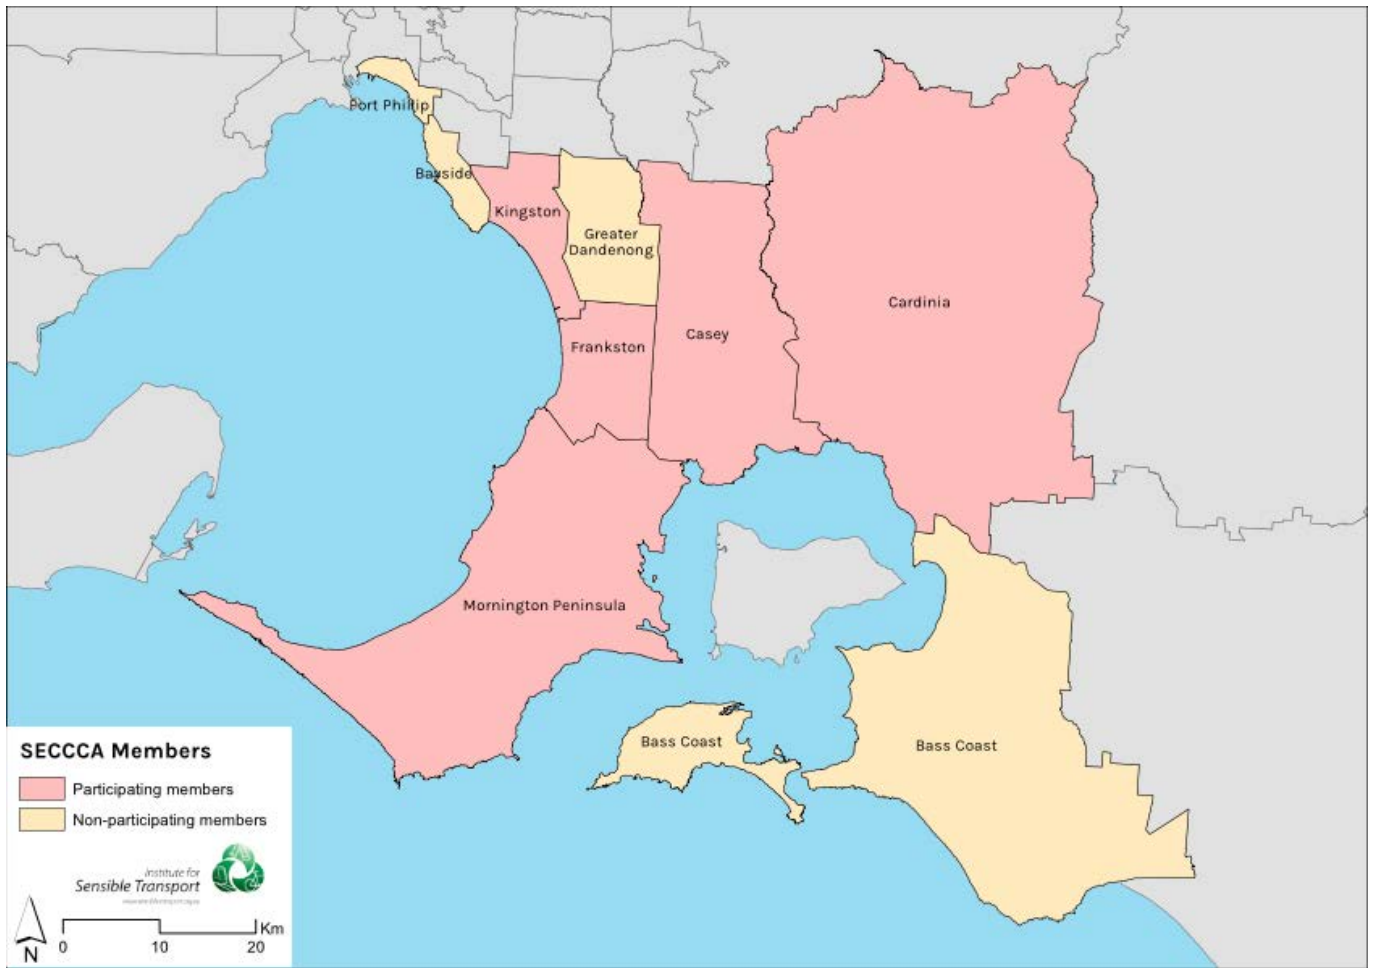 Port Phillip
Bayside
Kingston
Greater
Dandenong
Cardinia
Casey
Frankston
Mornington Peninsula
Bass Coast
Bass Coast
SECCCA Members
Participating members
Non-participating members
Institute for
Sensible Transport
Km
0 10 20
N